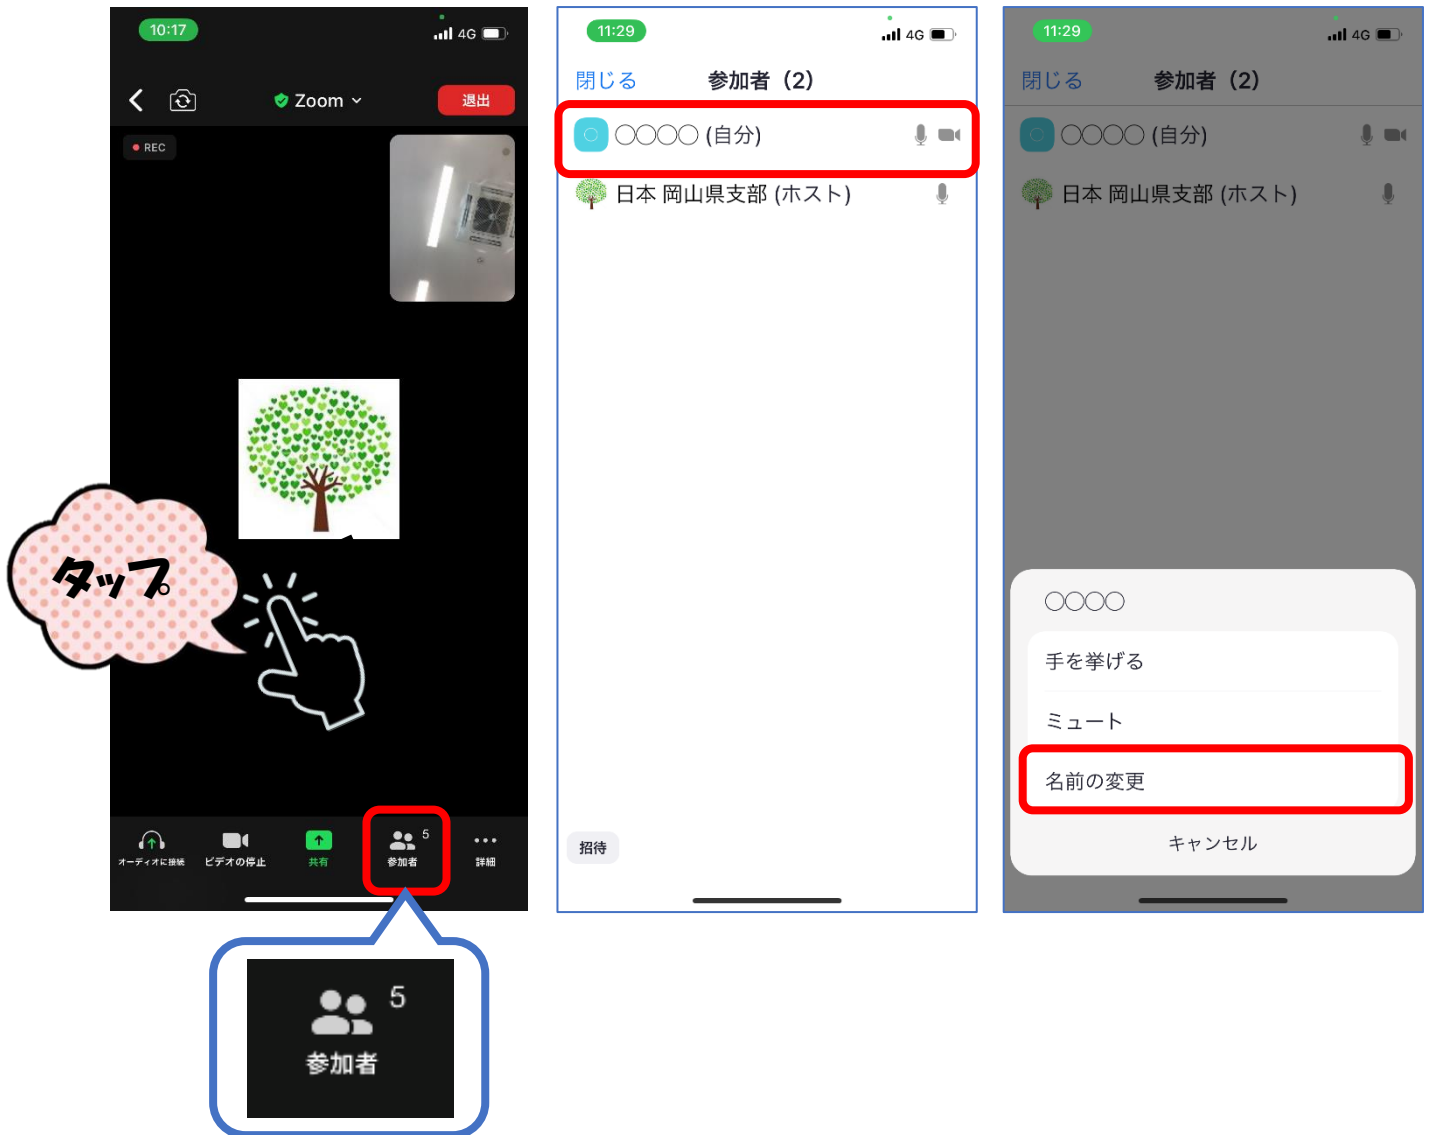 10:17
4G
Zoom
退出
REC
タップ
オーディオに接続
ビデオの停止
共有
5
参加者
詳細
5
参加者
11:29
4G
閉じる
参加者（2）
〇〇〇〇 (自分)
日本 岡山県支部 (ホスト)
招待
11:29
4G
閉じる
参加者（2）
〇〇〇〇 (自分)
日本 岡山県支部 (ホスト)
〇〇〇〇
手を挙げる
ミュート
名前の変更
キャンセル